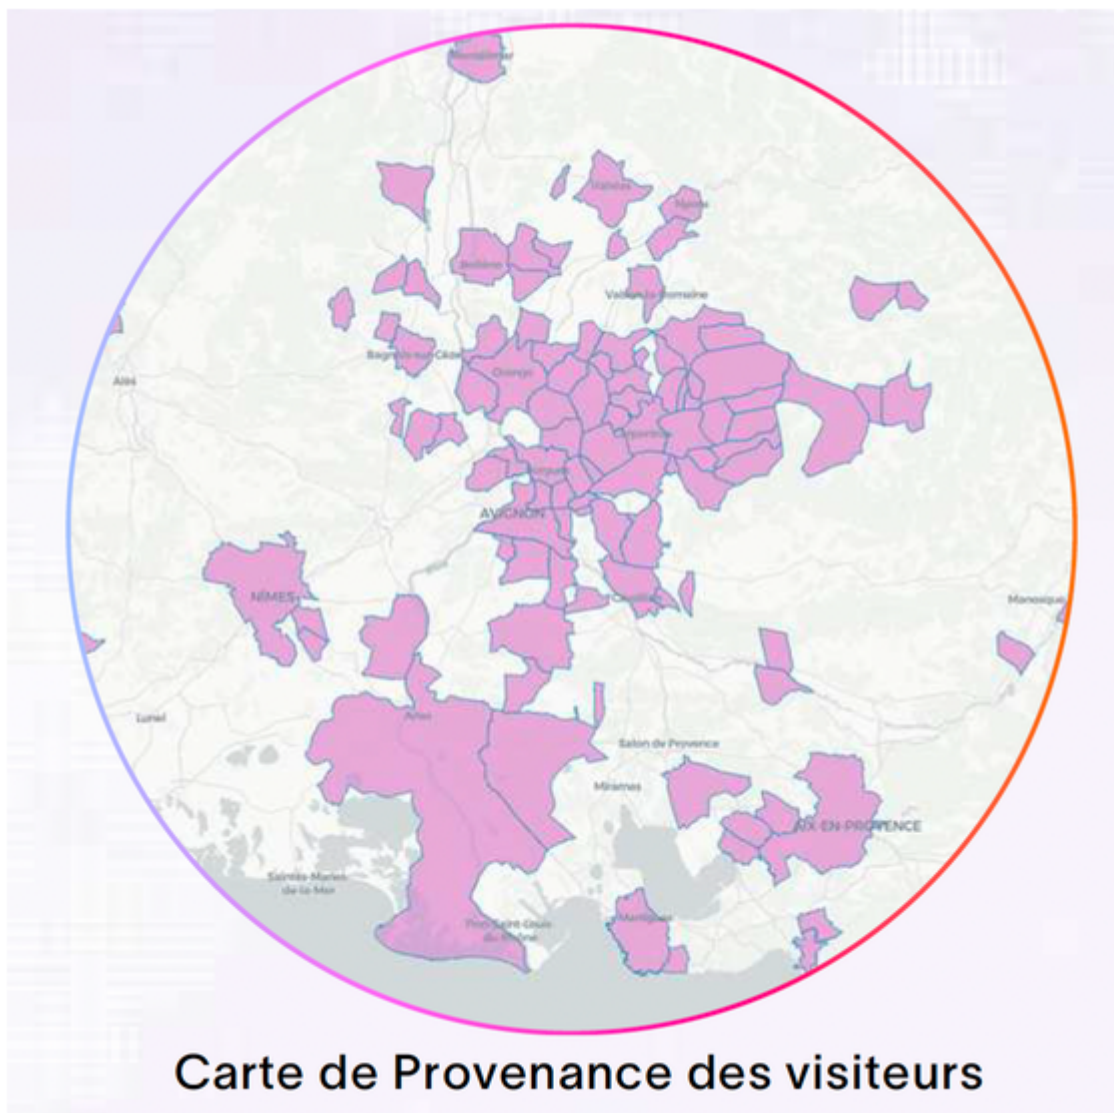 Valréas
Nyons
Bollène
Vaison-la-Romaine
Bagnols-sur-Cèze
Orange
Alès
Carpentras
AVIGNON
NÎMES
Cavaillon
Manosque
Lunel
Arles
Salon de Provence
Miramas
AIX-EN-PROVENCE
Saintes-Maries-
de-la-Mer
Martigues
Port-Saint-Louis-
du-Rhône
Carte de Provenance des visiteurs